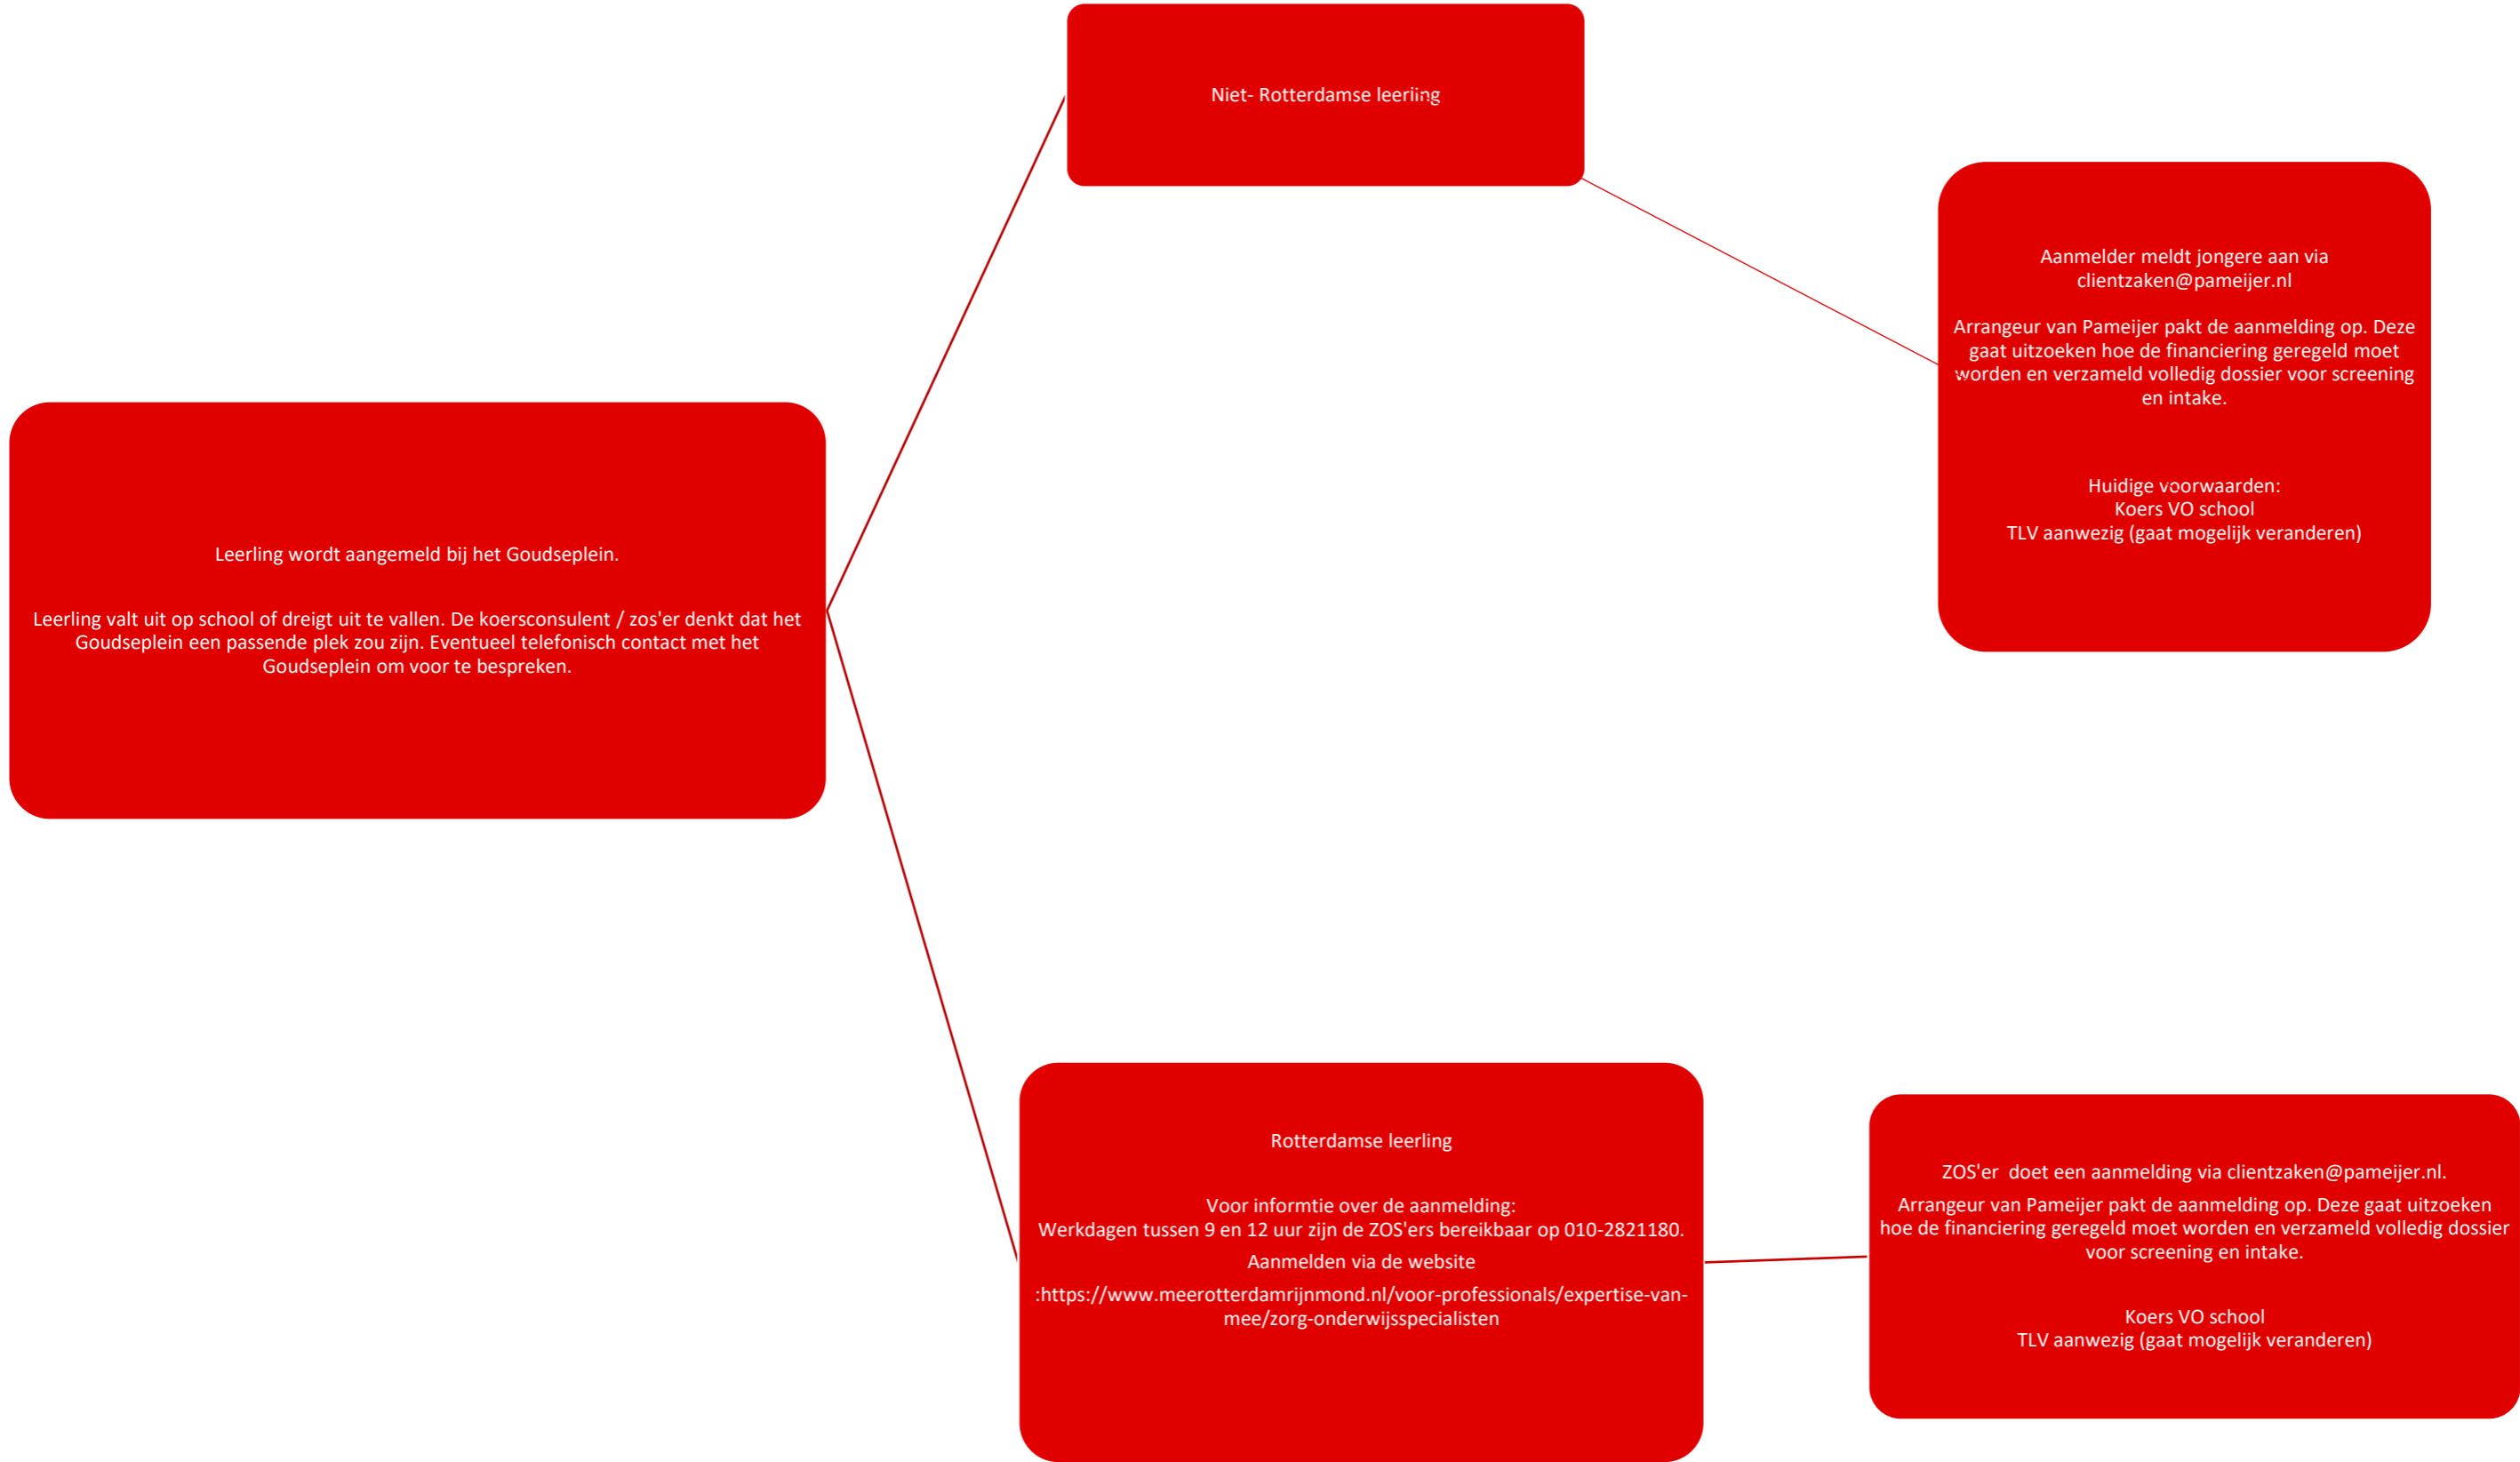 Niet- Rotterdamse leerling
Aanmelder meldt jongere aan via
clientzaken@pameijer.nl
Arrangeur van Pameijer pakt de aanmelding op. Deze
gaat uitzoeken hoe de financiering geregeld moet
worden en verzameld volledig dossier voor screening
en intake.
Huidige voorwaarden:
Koers VO school
TLV aanwezig (gaat mogelijk veranderen)
Leerling wordt aangemeld bij het Goudseplein.
Leerling valt uit op school of dreigt uit te vallen. De koersconsulent / zos'er denkt dat het
Goudseplein een passende plek zou zijn. Eventueel telefonisch contact met het
Goudseplein om voor te bespreken.
Rotterdamse leerling
Voor informtie over de aanmelding:
Werkdagen tussen 9 en 12 uur zijn de ZOS'ers bereikbaar op 010-2821180.
Aanmelden via de website
:https://www.meerotterdamrijnmond.nl/voor-professionals/expertise-van-
mee/zorg-onderwijsspecialisten
ZOS'er  doet een aanmelding via clientzaken@pameijer.nl.
Arrangeur van Pameijer pakt de aanmelding op. Deze gaat uitzoeken
hoe de financiering geregeld moet worden en verzameld volledig dossier
voor screening en intake.
Koers VO school
TLV aanwezig (gaat mogelijk veranderen)